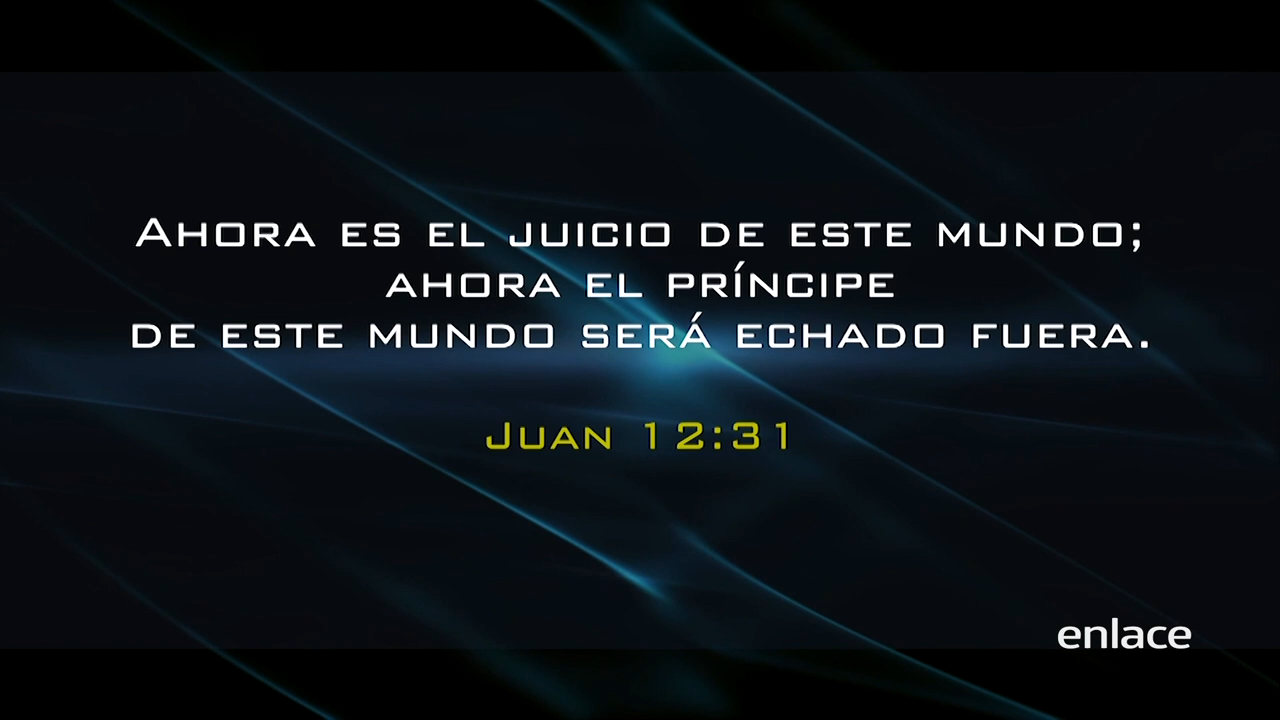 Ahora es el juicio de este mundo;
ahora el príncipe
de este mundo será echado fuera.
Juan 12:31
enlace